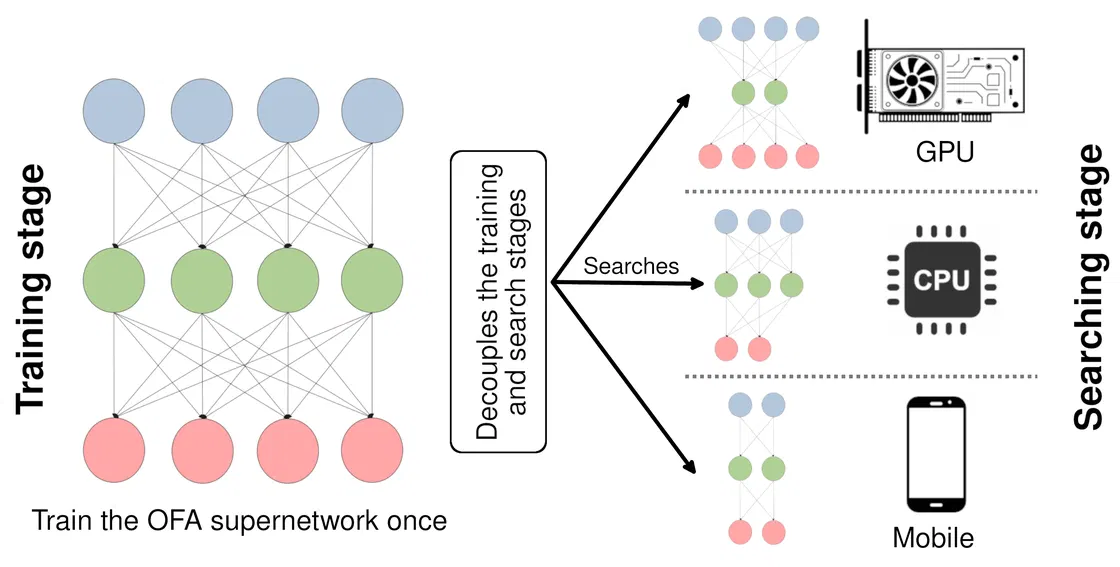 Training stage
Train the OFA supernetwork once
Decouples the training
and search stages
Searches
GPU
CPU
Mobile
Searching stage